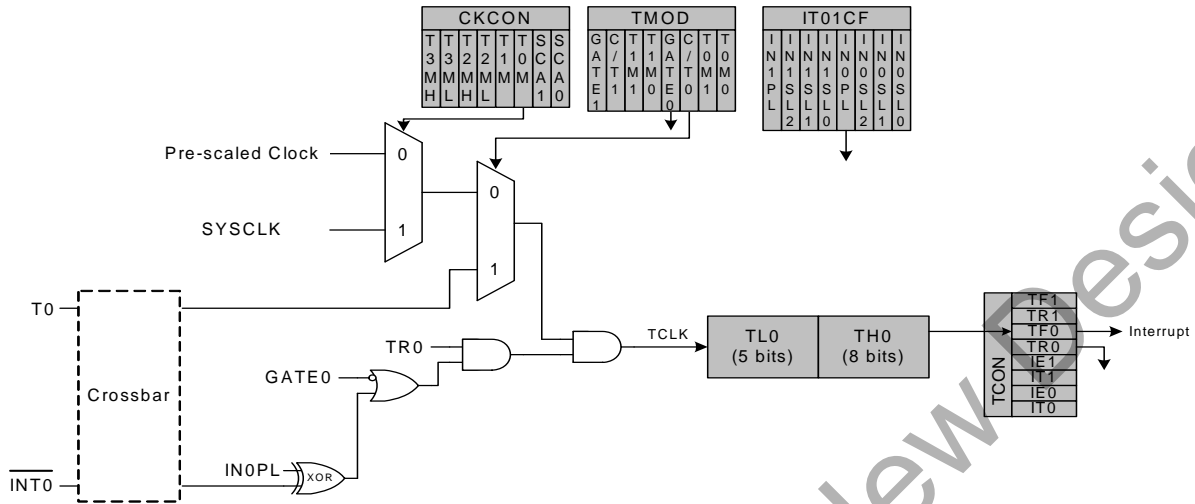 CKCON
T3MH
T3ML
T2MH
T2ML
T1M
T0M
SCA1
SCA0
TMOD
GATE1
C/T1
T1M1
T1M0
GATE0
C/T0
T0M1
T0M0
IT01CF
IN1PL
IN1SL2
IN1SL1
IN1SL0
IN0PL
IN0SL2
IN0SL1
IN0SL0
Pre-scaled Clock
0
SYSCLK
1
0
1
T0
Crossbar
INT0
TR0
GATE0
IN0PL
XOR
TCLK
TL0
(5 bits)
TH0
(8 bits)
TCON
TF1
TR1
TF0
TR0
IE1
IT1
IE0
IT0
Interrupt